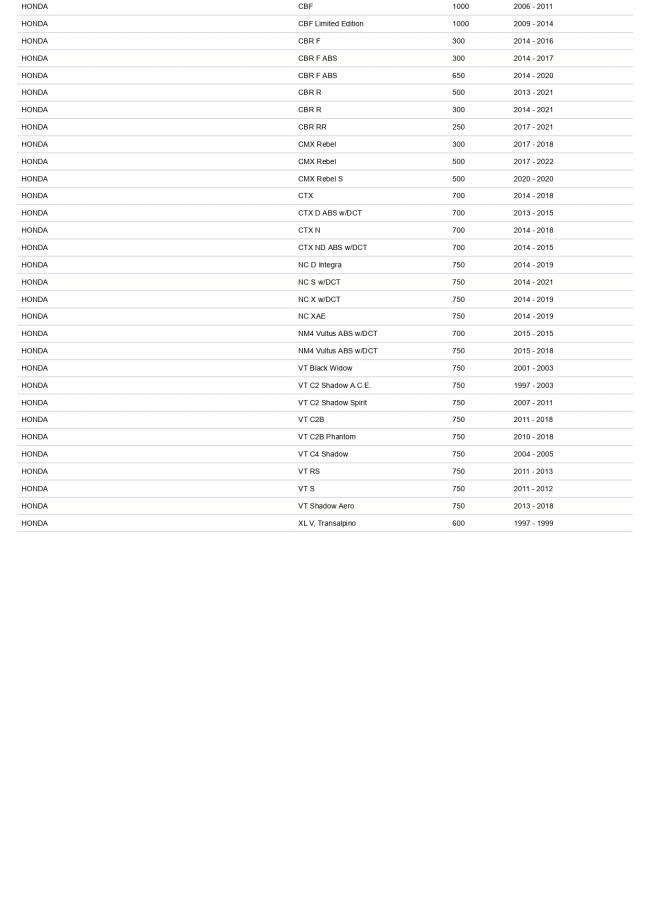 HONDA CBF 1000 2006 - 2011
HONDA CBF Limited Edition 1000 2009 - 2014
HONDA CBR F 300 2014 - 2016
HONDA CBR F ABS 300 2014 - 2017
HONDA CBR F ABS 650 2014 - 2020
HONDA CBR R 500 2013 - 2021
HONDA CBR R 300 2014 - 2021
HONDA CBR RR 250 2017 - 2021
HONDA CMX Rebel 300 2017 - 2018
HONDA CMX Rebel 500 2017 - 2022
HONDA CMX Rebel S 500 2020 - 2020
HONDA CTX 700 2014 - 2018
HONDA CTX D ABS w/DCT 700 2013 - 2015
HONDA CTX N 700 2014 - 2018
HONDA CTX ND ABS w/DCT 700 2014 - 2015
HONDA NC D Integra 750 2014 - 2019
HONDA NC S w/DCT 750 2014 - 2021
HONDA NC X w/DCT 750 2014 - 2019
HONDA NC XAE 750 2014 - 2019
HONDA NM4 Vultus ABS w/DCT 700 2015 - 2015
HONDA NM4 Vultus ABS w/DCT 750 2015 - 2018
HONDA VT Black Widow 750 2001 - 2003
HONDA VT C2 Shadow A.C.E. 750 1997 - 2003
HONDA VT C2 Shadow Spirit 750 2007 - 2011
HONDA VT C2B 750 2011 - 2018
HONDA VT C2B Phantom 750 2010 - 2018
HONDA VT C4 Shadow 750 2004 - 2005
HONDA VT RS 750 2011 - 2013
HONDA VT S 750 2011 - 2012
HONDA VT Shadow Aero 750 2013 - 2018
HONDA XL V, Transalpino 600 1997 - 1999